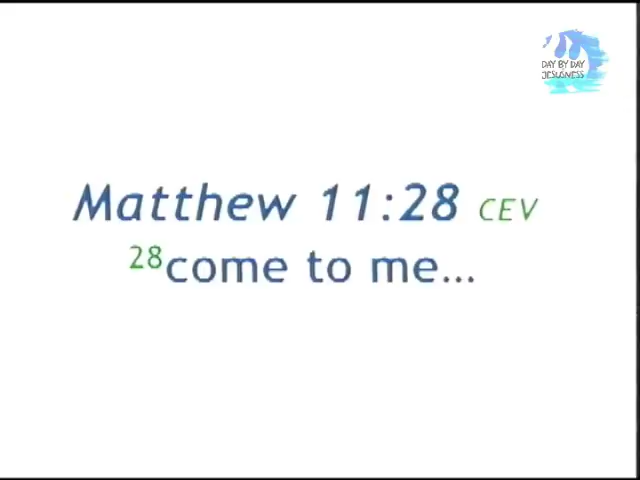 DAY BY DAY
JESUSNESS
Matthew 11:28 CEV
28come to me...